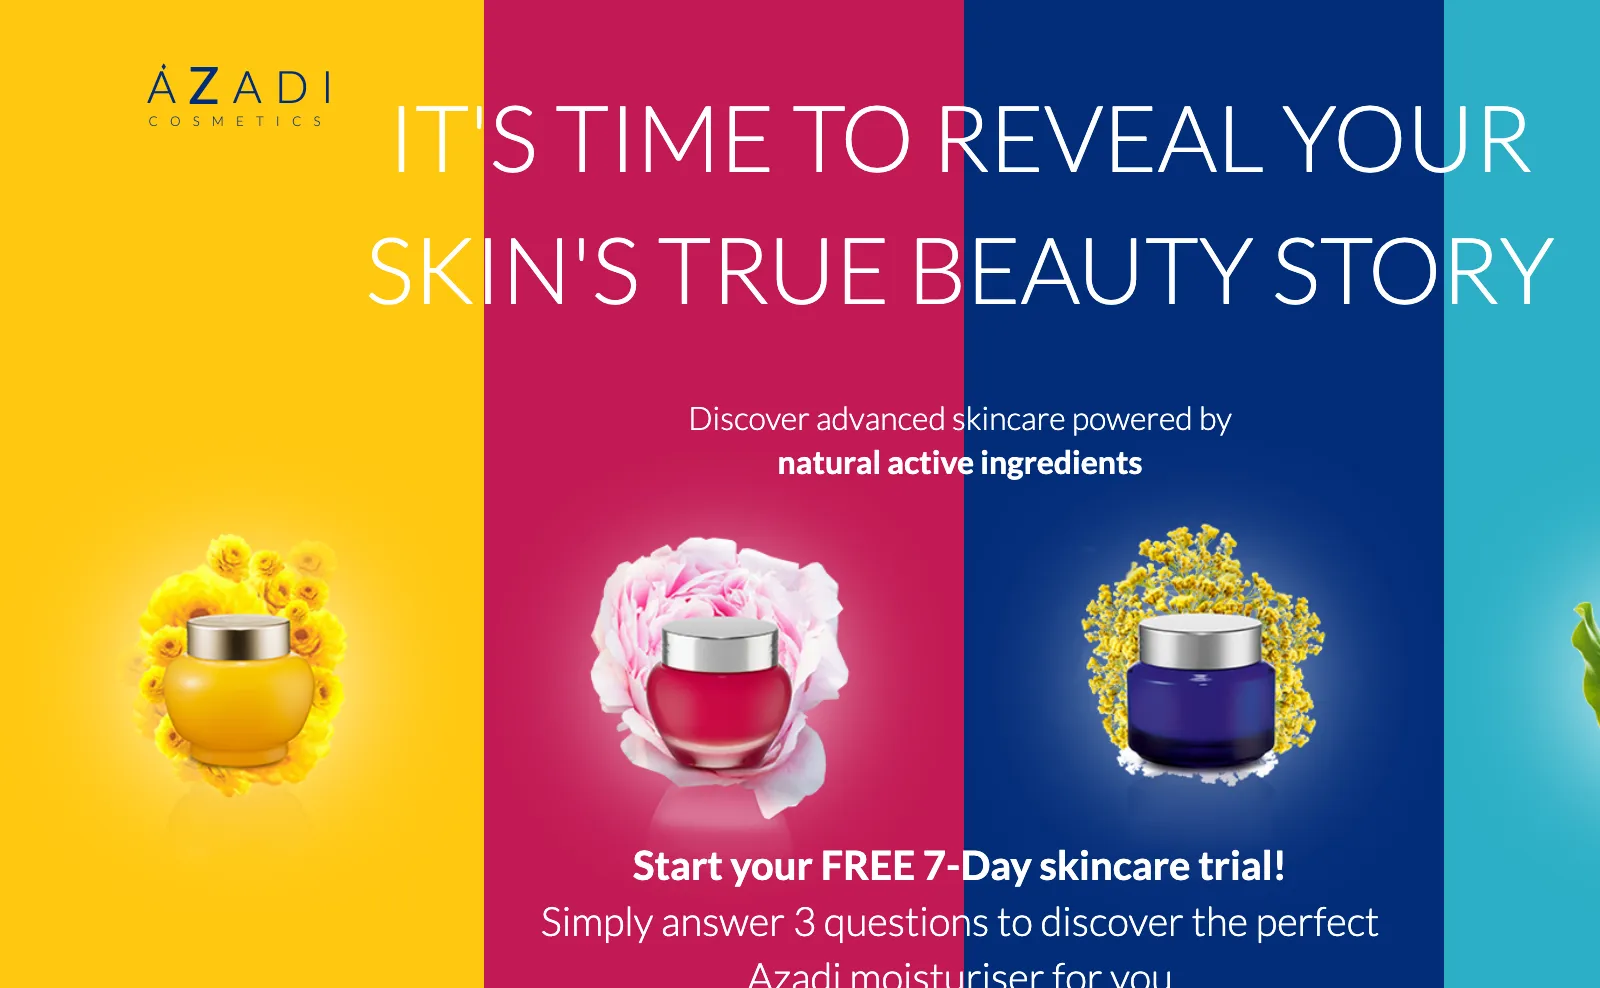 ÁZADI
COSMETICS
IT'S TIME TO REVEAL YOUR
SKIN'S TRUE BEAUTY STORY
Discover advanced skincare powered by
natural active ingredients
Start your FREE 7-Day skincare trial!
Simply answer 3 questions to discover the perfect
Azadi moisturiser for you